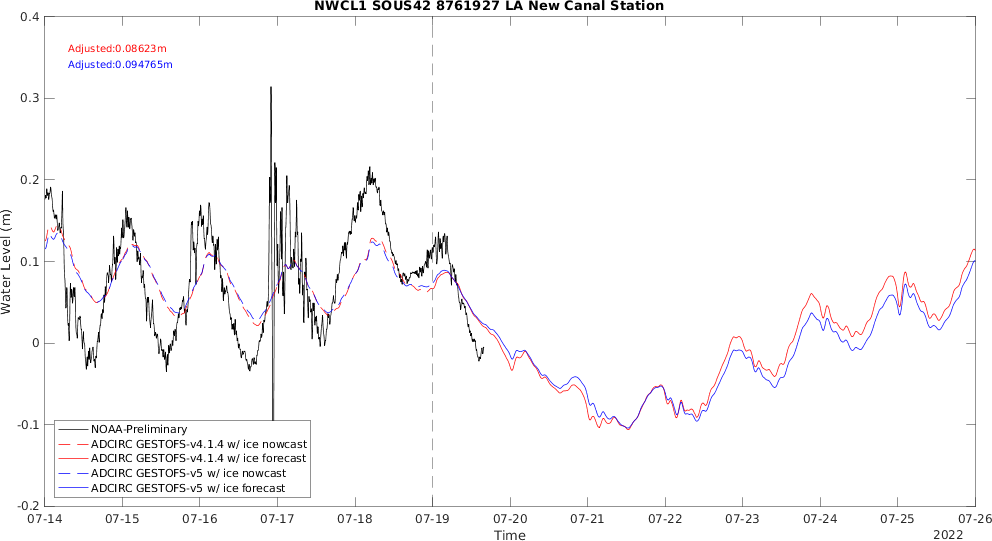 NWCL1 SOUS42 8761927 LA New Canal Station
Adjusted:0.08623m
Adjusted:0.094765m
0.4
0.3
0.2
0.1
0
-0.1
-0.2
Water Level (m)
NOAA-Preliminary
ADCIRC GESTOFS-v4.1.4 w/ ice nowcast
ADCIRC GESTOFS-v4.1.4 w/ ice forecast
ADCIRC GESTOFS-v5 w/ ice nowcast
ADCIRC GESTOFS-v5 w/ ice forecast
07-14 07-15 07-16 07-17 07-18 07-19 07-20 07-21 07-22 07-23 07-24 07-25 07-26
Time
2022